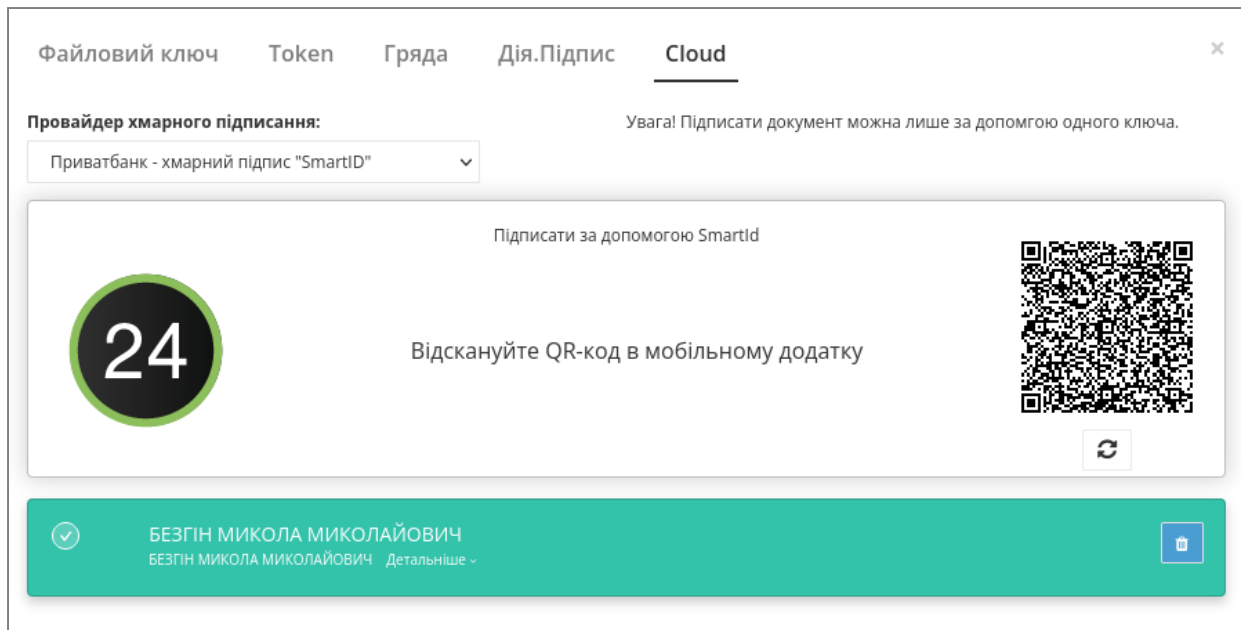 Файловий ключ Token Гряда Дія.Підпис Cloud ×
Провайдер хмарного підписання:
Увага! Підписати документ можна лише за допомгою одного ключа.
Приватбанк - хмарний підпис "SmartID"
Підписати за допомогою SmartId
24
Відскануйте QR-код в мобільному додатку
БЕЗГІН МИКОЛА МИКОЛАЙОВИЧ
БЕЗГІН МИКОЛА МИКОЛАЙОВИЧ Детальніше